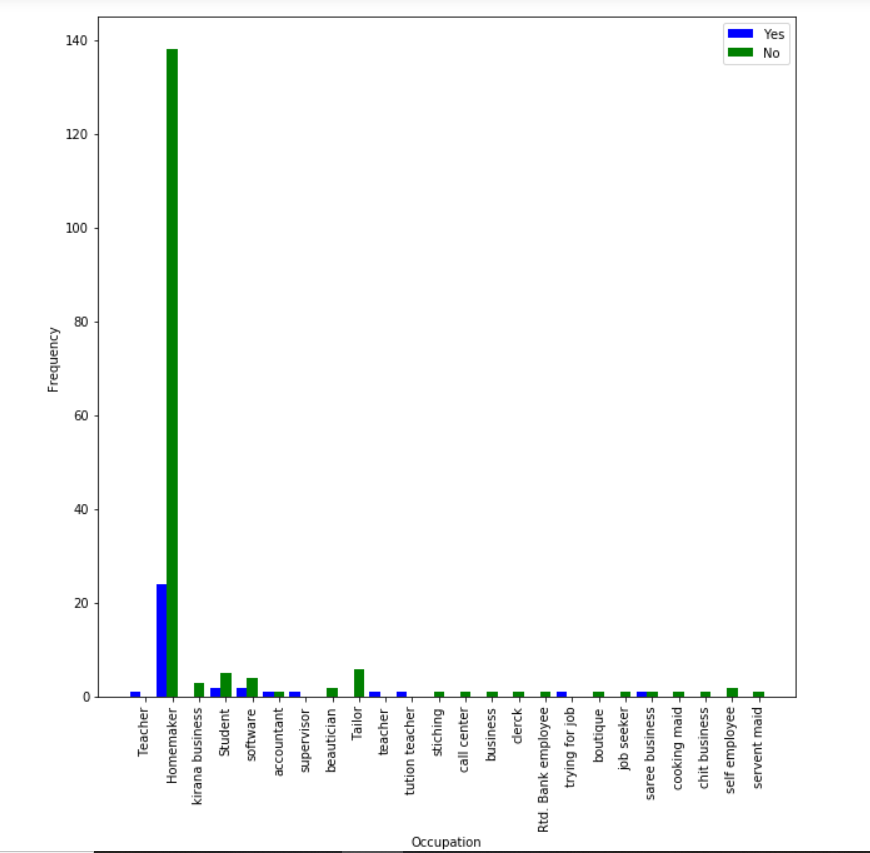 140
120
100
80
60
40
20
0
Frequency
Yes
No
Teacher
Homemaker
kirana business
Student
software
accountant
supervisor
beautician
Tailor
teacher
tution teacher
stiching
call center
business
clerck
Rtd. Bank employee
trying for job
boutique
job seeker
saree business
cooking maid
chit business
self employee
servent maid
Occupation